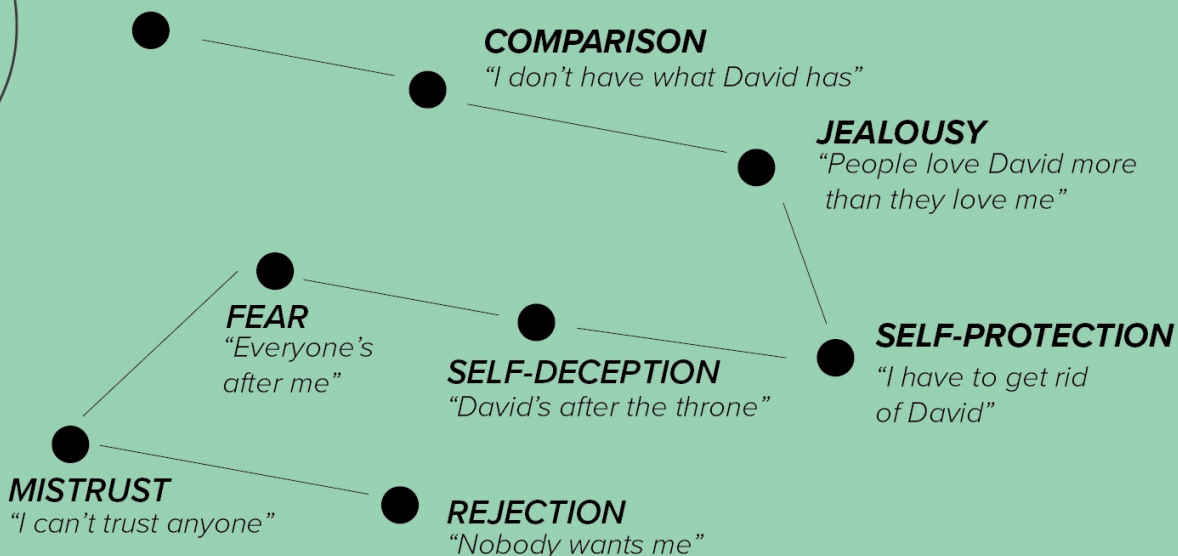 COMPARISON
“I don’t have what David has”
JEALOUSY
“People love David more
than they love me”
SELF-PROTECTION
“I have to get rid
of David”
SELF-DECEPTION
“David’s after the throne”
FEAR
“Everyone’s
after me”
MISTRUST
“I can’t trust anyone”
REJECTION
“Nobody wants me”